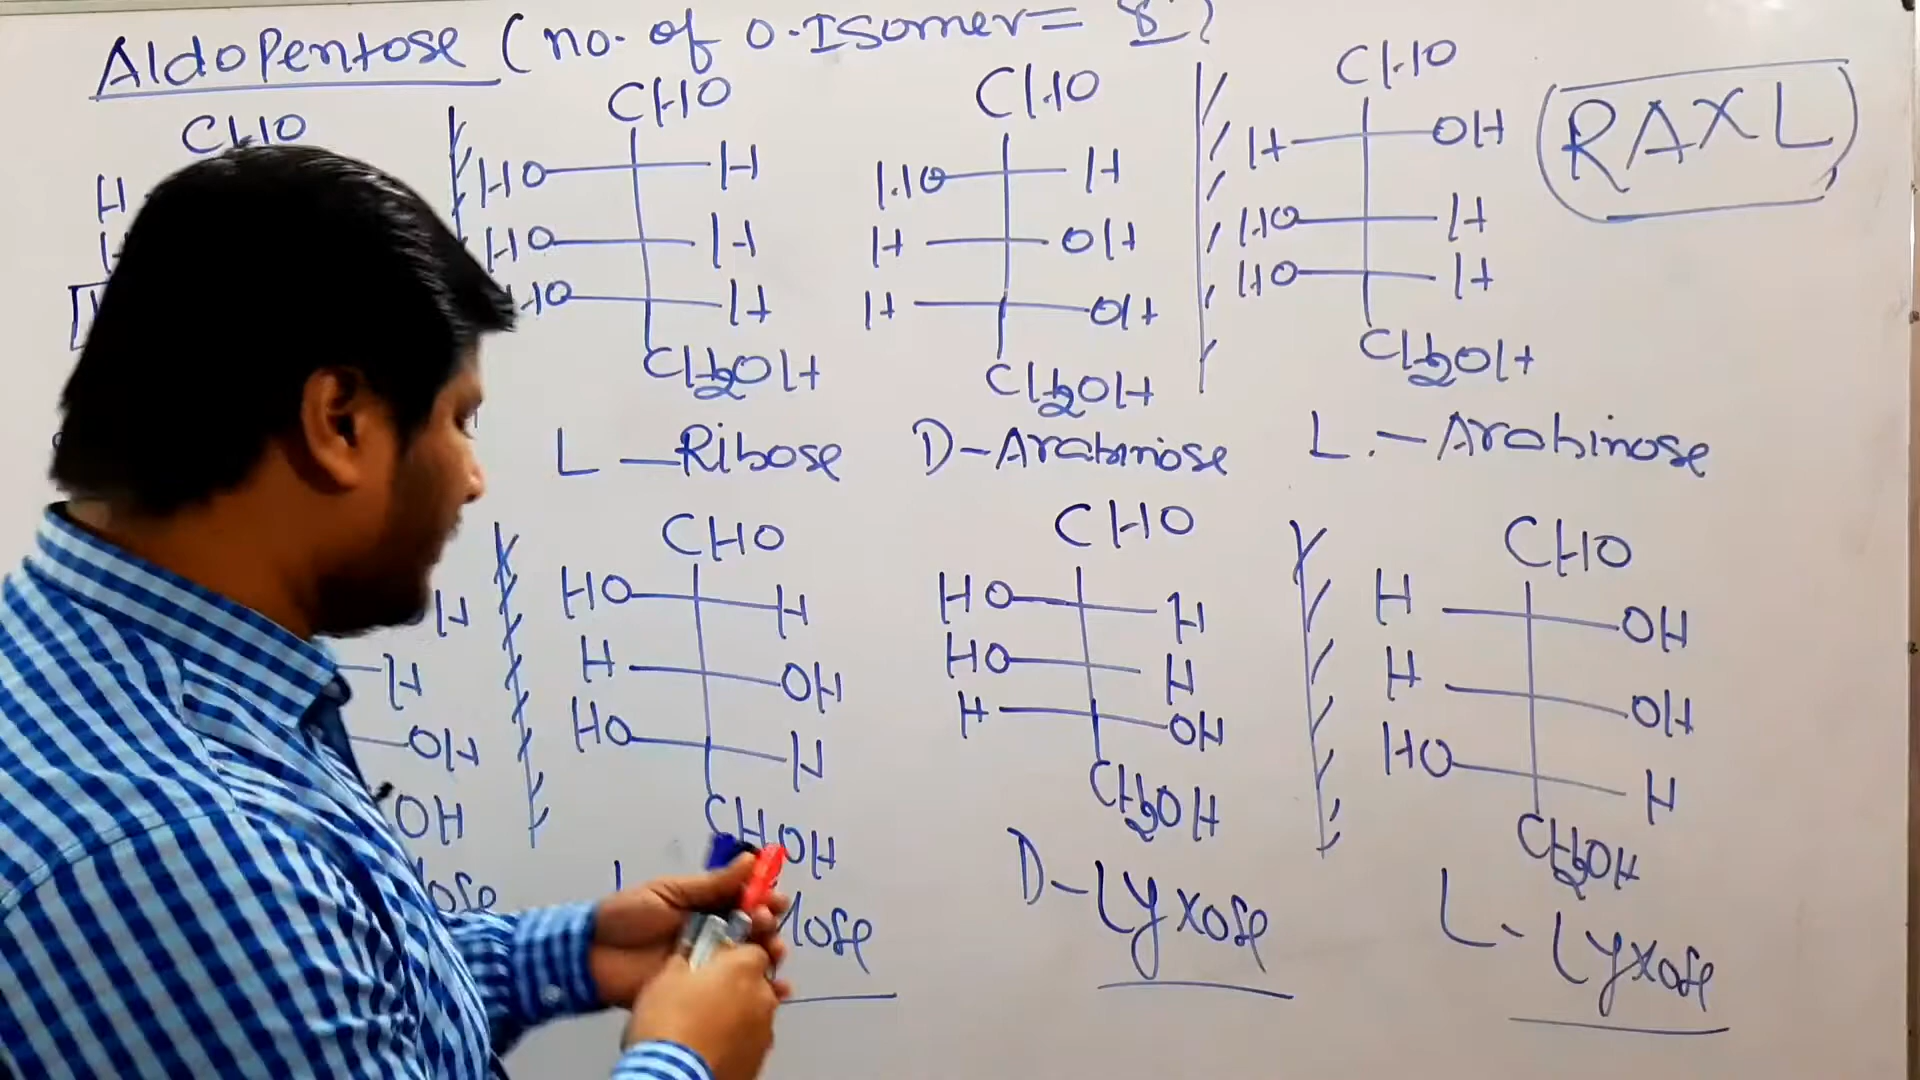 AldoPentose (no. of O.Isomer= 8)
CHO CHO CHO CHO
RAXL
H HO H HO H H OH
H HO H H OH HO H
HO H H OH HO H
CH2OH CH2OH CH2OH
L - Ribose D-Arabinose L. - Arabinose
CHO CHO CHO
H HO H HO H H OH
H H OH HO H H OH
OH HO H H OH HO H
OH CH2OH CH2OH CH2OH
D-Lyxose L-Lyxose